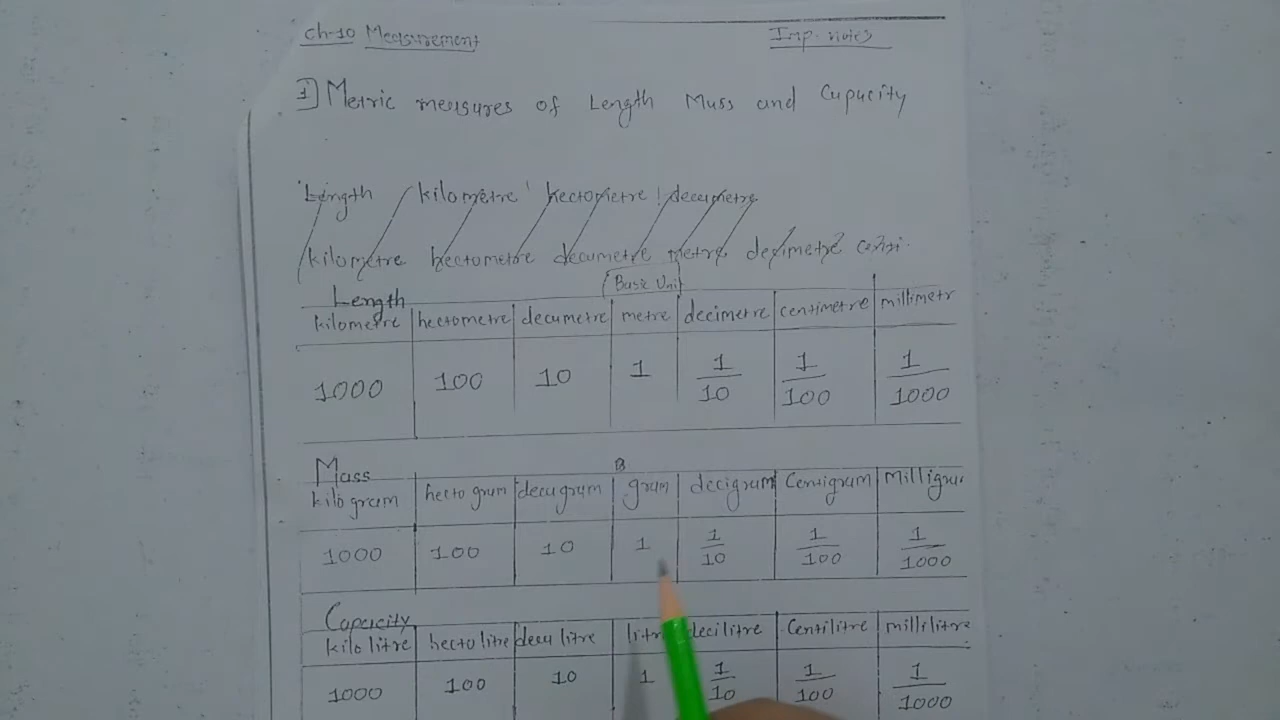 Ch-10 Measurement Imp. notes
1) Metric measures of Length Mass and Capacity
Length kilometre hectometre decametre
kilometre hectometre decametre metre decimetre centi.
Basic Unit
Length
kilometre hectometre decametre metre decimetre centimetre millimetr
1000 100 10 1 1/10 1/100 1/1000
Mass B
kilo gram hecto gram decagram gram decigram Centigram Milligra
1000 100 10 1 1/10 1/100 1/1000
Capacity
kilo litre hecto litre deca litre litr decilitre Centilitre millilitre
1000 100 10 1 1/10 1/100 1/1000